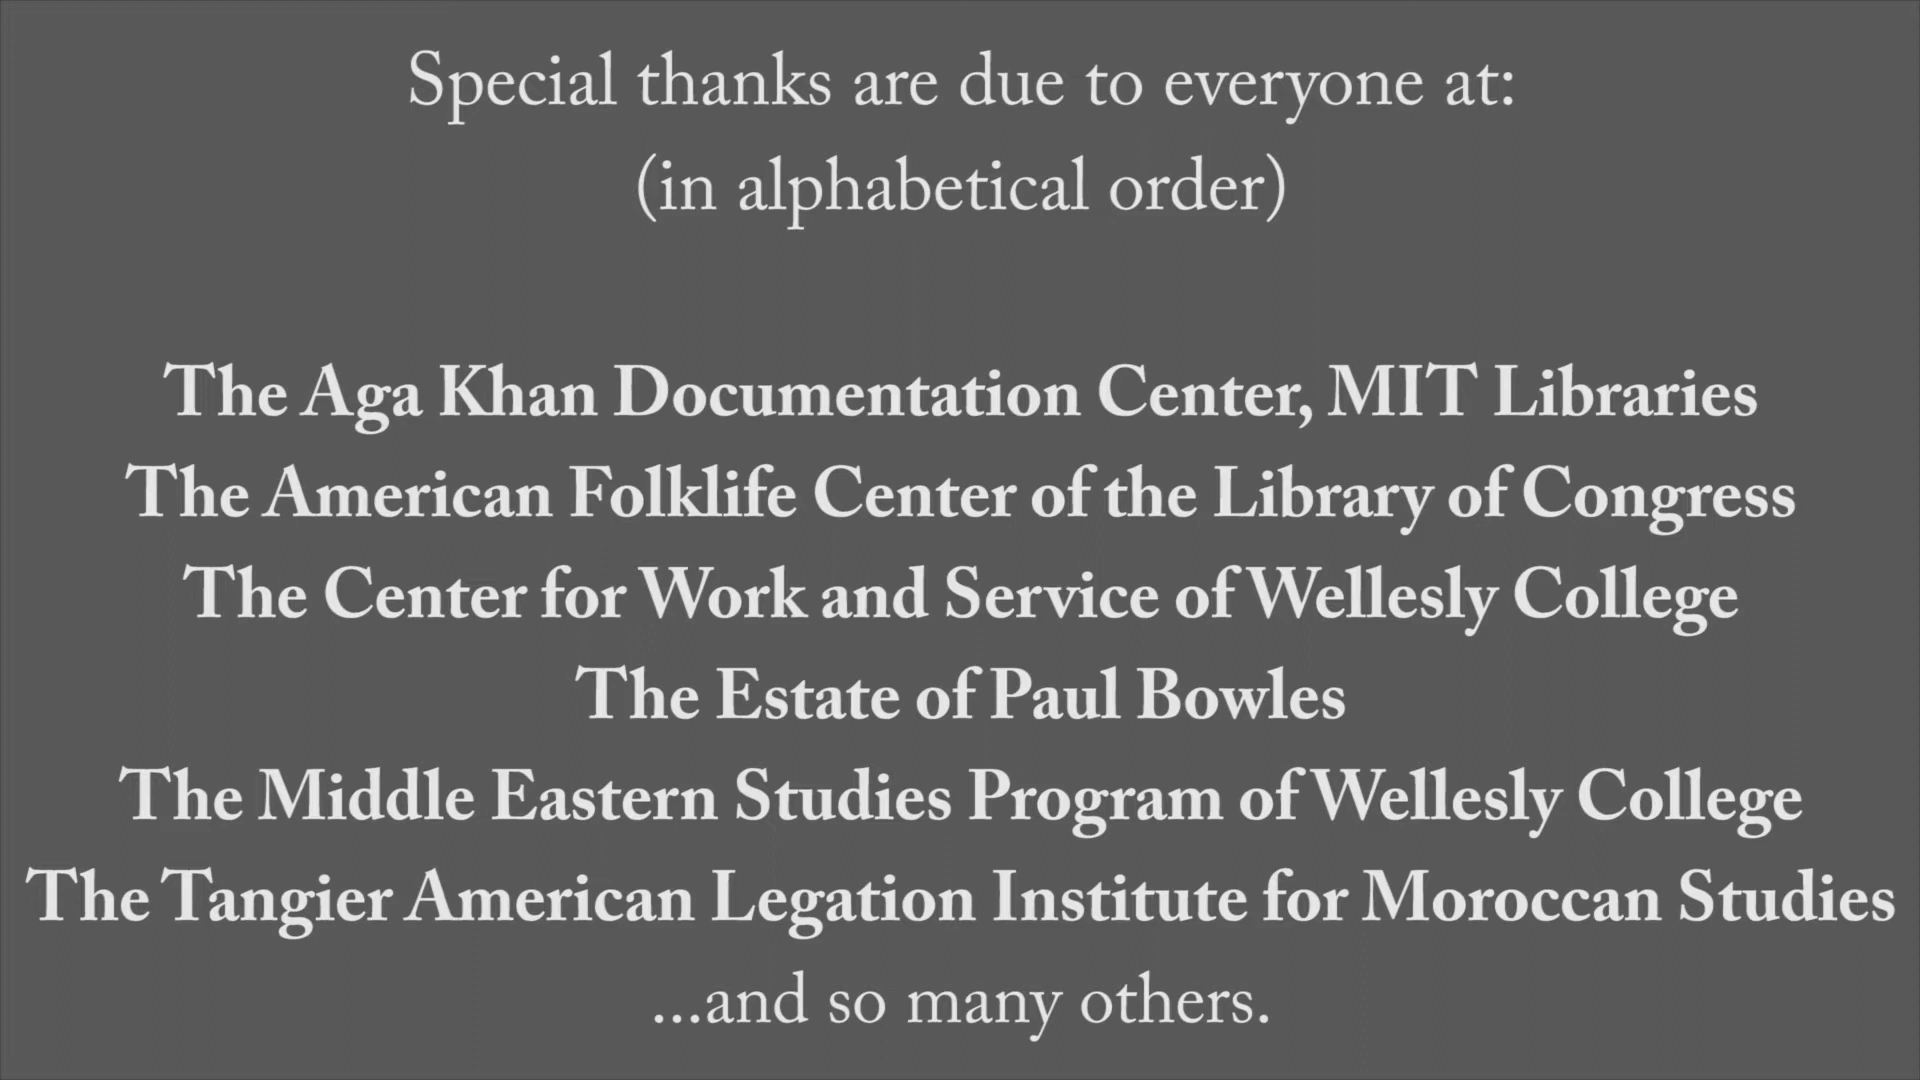 Special thanks are due to everyone at:
(in alphabetical order)
The Aga Khan Documentation Center, MIT Libraries
The American Folklife Center of the Library of Congress
The Center for Work and Service of Wellesly College
The Estate of Paul Bowles
The Middle Eastern Studies Program of Wellesly College
The Tangier American Legation Institute for Moroccan Studies
...and so many others.